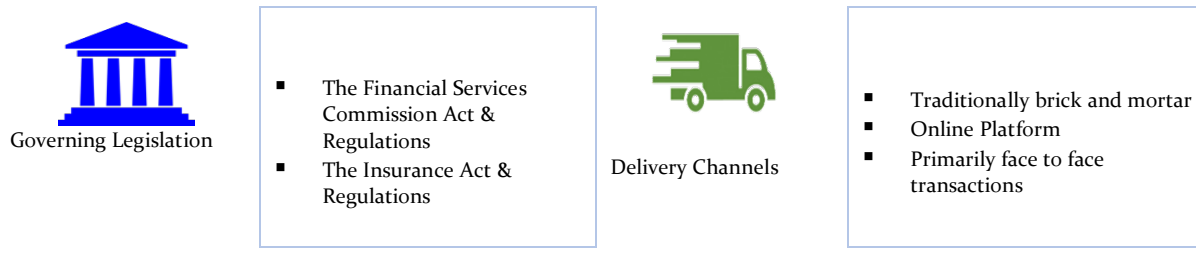 Governing Legislation
▪ The Financial Services
Commission Act &
Regulations
▪ The Insurance Act &
Regulations
Delivery Channels
▪ Traditionally brick and mortar
▪ Online Platform
▪ Primarily face to face
transactions